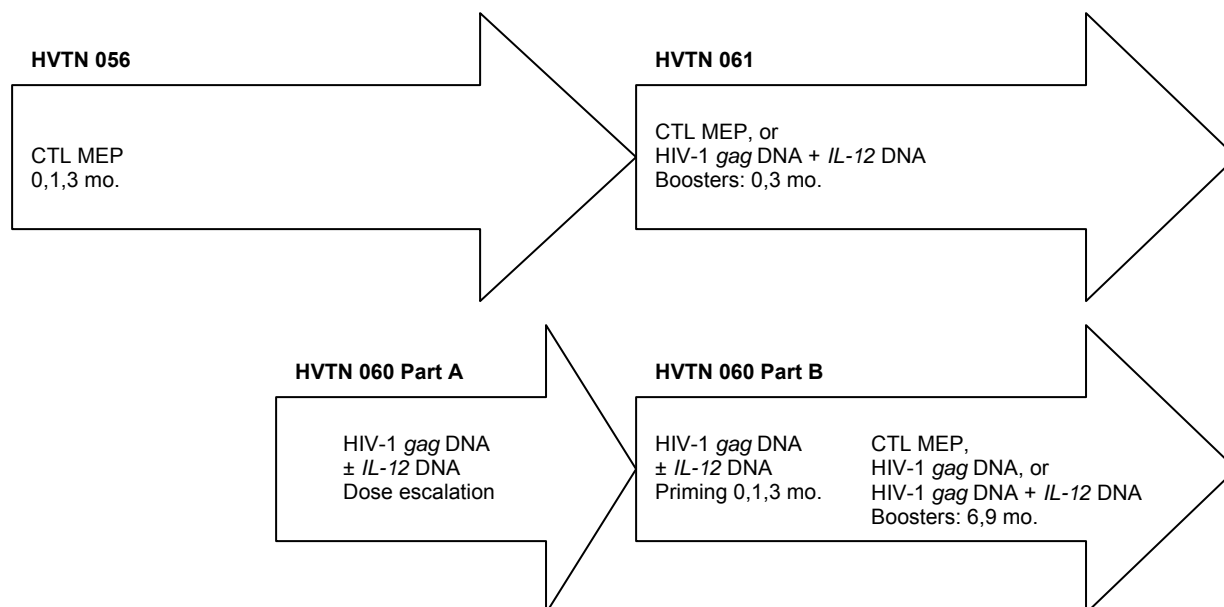 HVTN 056
CTL MEP
0,1,3 mo.
HVTN 061
CTL MEP, or
HIV-1 gag DNA + IL-12 DNA
Boosters: 0,3 mo.
HVTN 060 Part A
HIV-1 gag DNA
± IL-12 DNA
Dose escalation
HVTN 060 Part B
HIV-1 gag DNA
± IL-12 DNA
Priming 0,1,3 mo.
CTL MEP,
HIV-1 gag DNA, or
HIV-1 gag DNA + IL-12 DNA
Boosters: 6,9 mo.